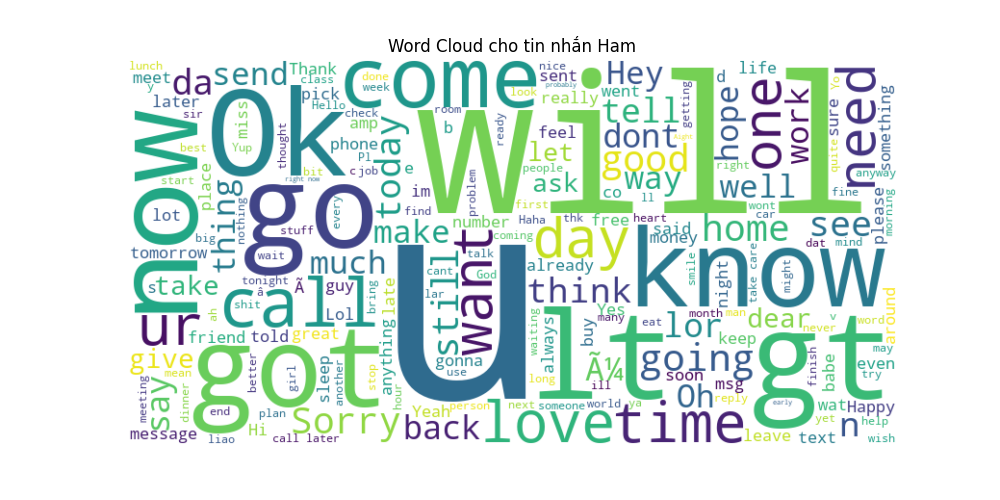 Word Cloud cho tin nhắn Ham
lunch
meet
y
da
send
Thank
class
come
done
week
nice
sent
probably
look
really
went
Hey
tell
getting
d
life
hope
one
work
sure
Yo
quite
need
something
later
sir
miss
Hello
pick
check
amp
phone
room
b
ready
feel
now
Ok
will
best
Yup
thought
Pl
bit
cjob
today
e
im
problem
people
let
ask
dont
good
way
co
ll
right
well
wont
car
fine
anyway
morning
start
place
right now
go
every
find
first
lot
thing
nothing
stuff
make
number
Haha
thk
free
heart
said
money
home
see
please
tomorrow
big
wait
coming
day
dat
mind
s
take
tonight
â
Ã
much
guy
late
cant
talk
God
still
want
already
think
know
smile
night
take care
might
around
shit
call
Lol
bring
lar
u
lt
gt
Yes
many
month
man
never
v
word
ah
ur
friend
told
great
anything
gonna
use
waiting
always
buy
eat
lor
keep
dear
may
even
try
give
mean
better
girl
sleep
another
stop
hour
long
Ã¼
ill
going
soon
msg
Oh
finish
babe
meeting
say
dinner
got
end
plan
Sorry
Yeah
person
next
someone
world
ya
reply
early
wat
yet
Happy
help
message
liao
Hi
call later
back
love
time
leave
text
n
wish